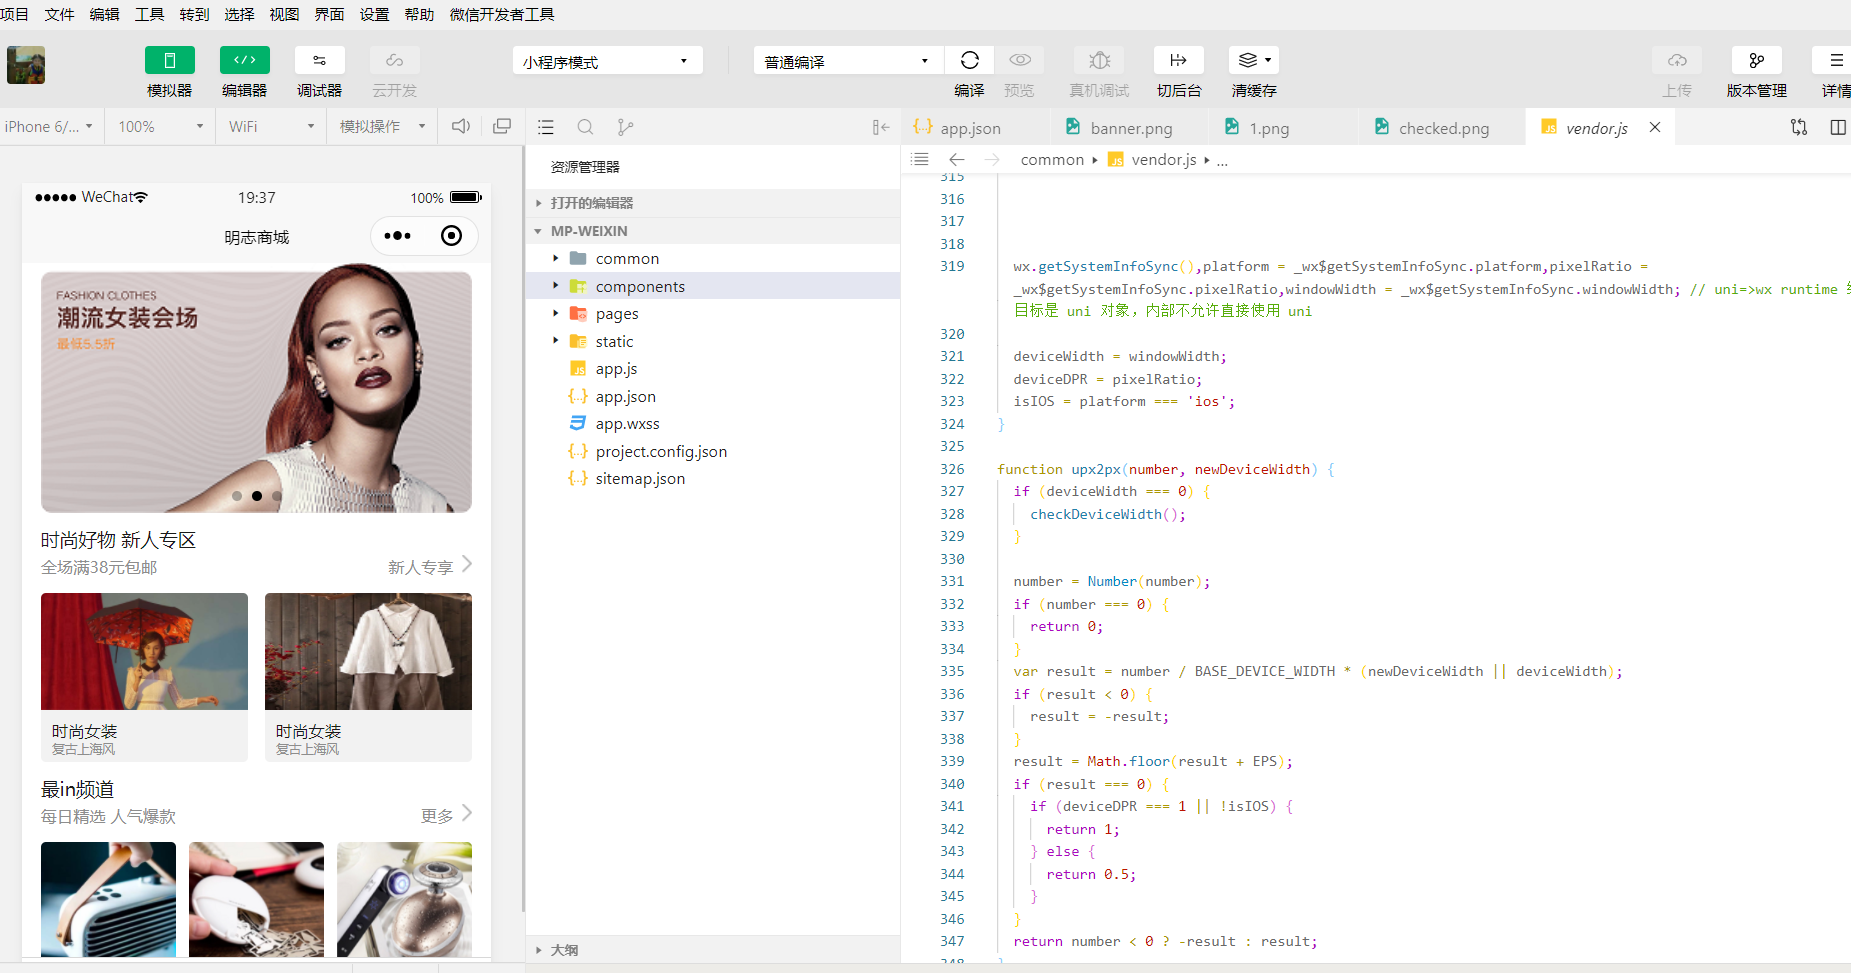 项目 文件 编辑 工具 转到 选择 视图 界面 设置 帮助 微信开发者工具
模拟器 编辑器 调试器 云开发
小程序模式
普通编译
编译 预览 真机调试 切后台 清缓存
上传 版本管理 详情
iPhone 6/... 100% WiFi 模拟操作
WeChat 19:37 100%
明志商城
FASHION CLOTHES
潮流女装会场
最低5.5折
时尚好物 新人专区
全场满38元包邮 新人专享
时尚女装
复古上海风
时尚女装
复古上海风
最in频道
每日精选 人气爆款 更多
资源管理器
打开的编辑器
MP-WEIXIN
common
components
pages
static
JS app.js
{..} app.json
app.wxss
{..} project.config.json
{..} sitemap.json
大纲
{..} app.json banner.png 1.png checked.png JS vendor.js
common JS vendor.js ...
315
316
317
318
319 wx.getSystemInfoSync(),platform = _wx$getSystemInfoSync.platform,pixelRatio =
_wx$getSystemInfoSync.pixelRatio,windowWidth = _wx$getSystemInfoSync.windowWidth; // uni=>wx runtime
目标是 uni 对象，内部不允许直接使用 uni
320
321 deviceWidth = windowWidth;
322 deviceDPR = pixelRatio;
323 isIOS = platform === 'ios';
324 }
325
326 function upx2px(number, newDeviceWidth) {
327 if (deviceWidth === 0) {
328 checkDeviceWidth();
329 }
330
331 number = Number(number);
332 if (number === 0) {
333 return 0;
334 }
335 var result = number / BASE_DEVICE_WIDTH * (newDeviceWidth || deviceWidth);
336 if (result < 0) {
337 result = -result;
338 }
339 result = Math.floor(result + EPS);
340 if (result === 0) {
341 if (deviceDPR === 1 || !isIOS) {
342 return 1;
343 } else {
344 return 0.5;
345 }
346 }
347 return number < 0 ? -result : result;